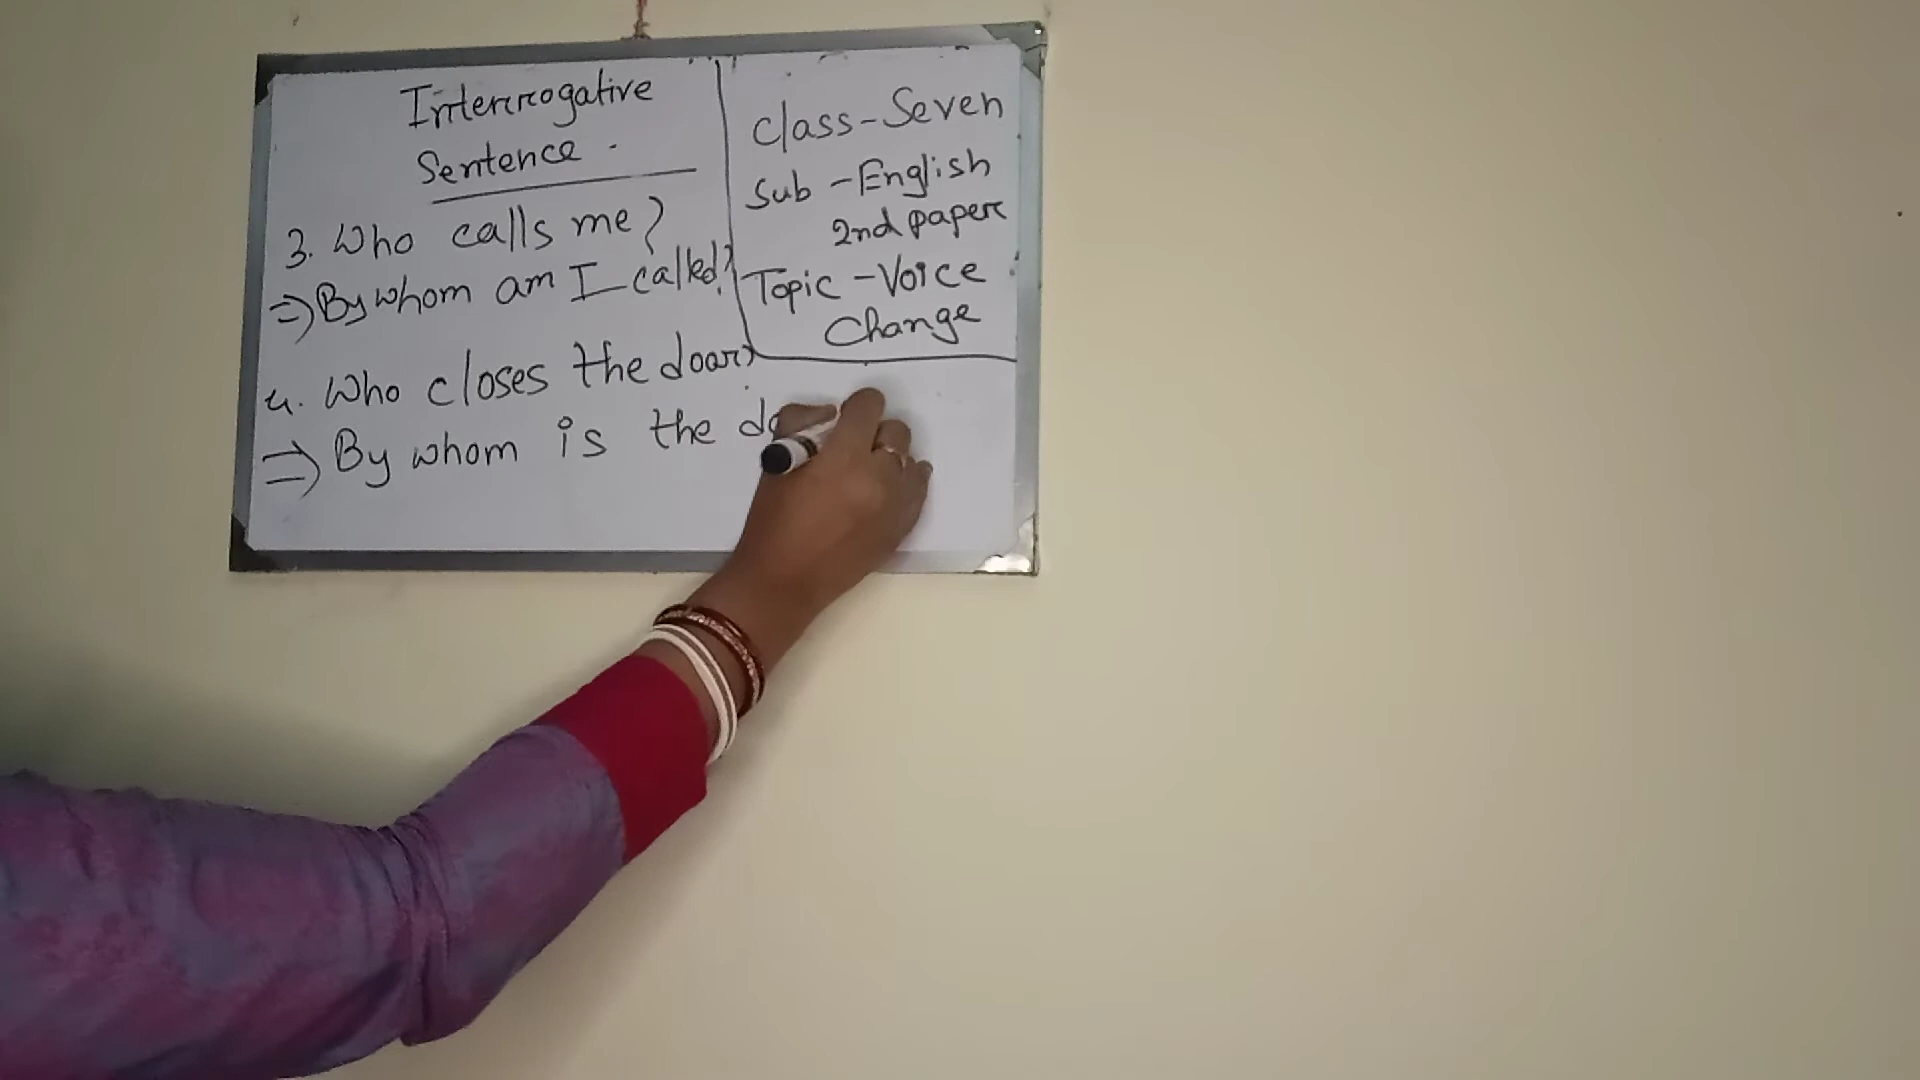 Interrogative
Sentence.
3. Who calls me?
⇒ By whom am I called?
4. Who closes the door?
⇒ By whom is the do
Class-Seven
Sub-English
2nd paper
Topic-Voice
Change